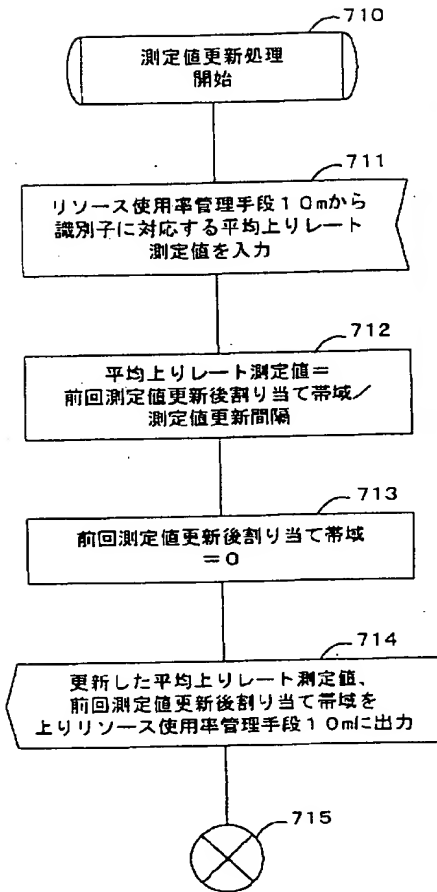 710
測定値更新処理
開始
711
リソース使用率管理手段１０mから
識別子に対応する平均上りレート
測定値を入力
712
平均上りレート測定値＝
前回測定値更新後割り当て帯域／
測定値更新間隔
713
前回測定値更新後割り当て帯域
＝０
714
更新した平均上りレート測定値、
前回測定値更新後割り当て帯域を
上りリソース使用率管理手段１０mに出力
715